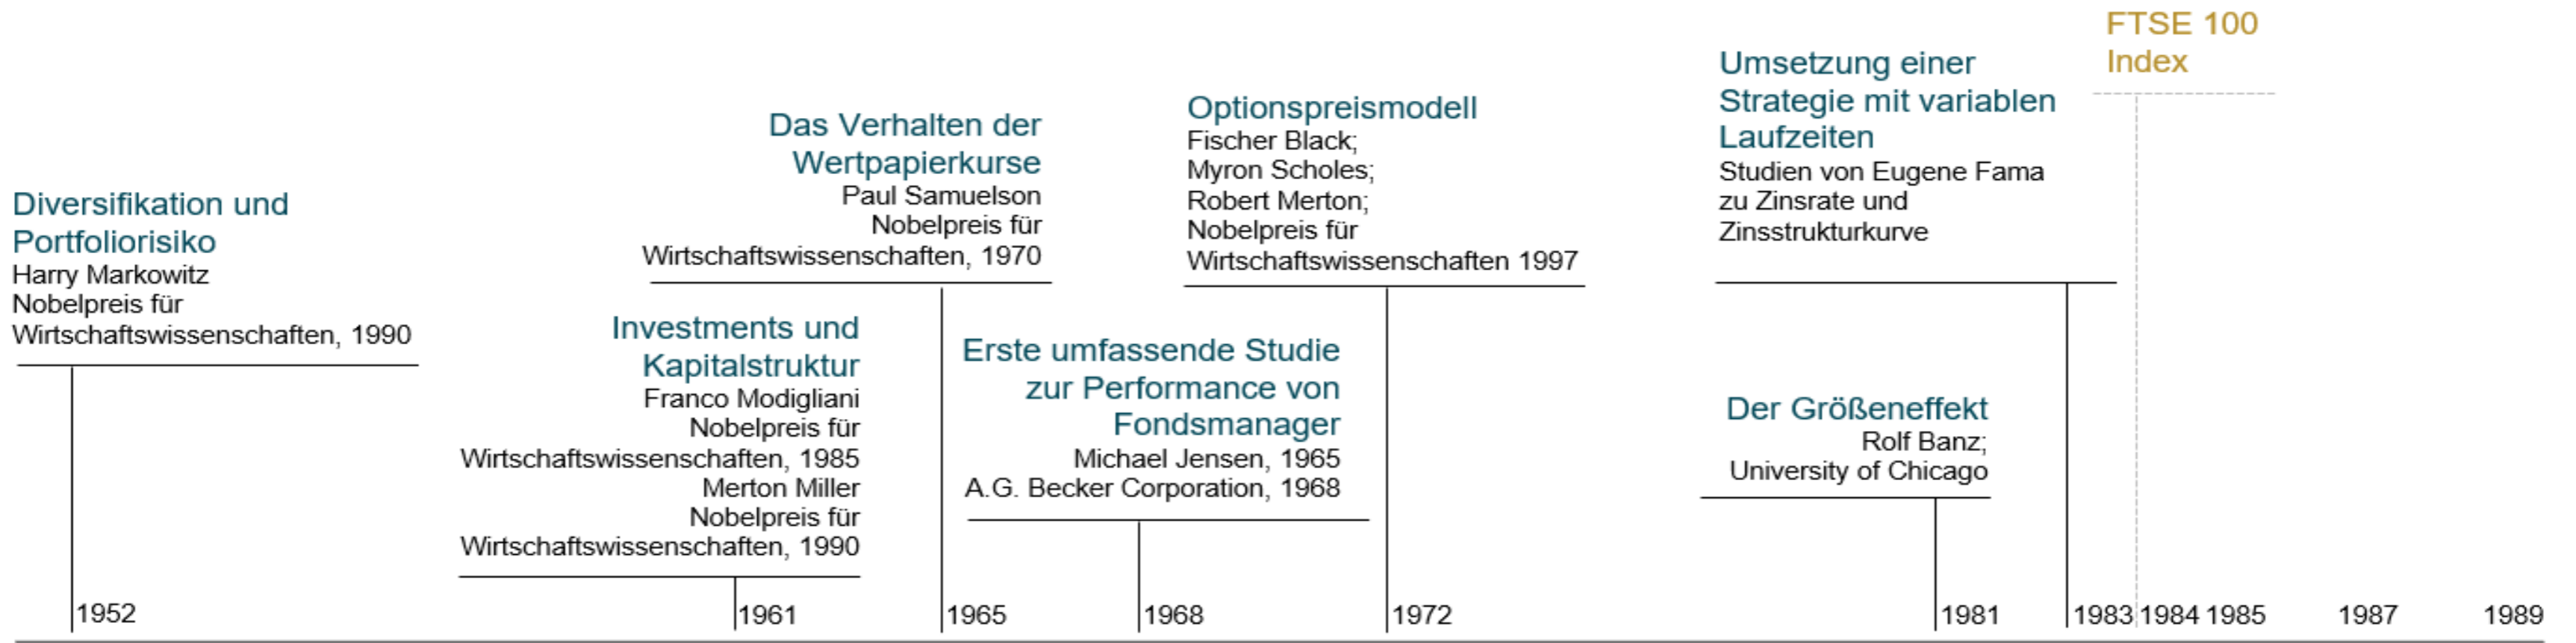 Diversifikation und
Portfoliorisiko
Harry Markowitz
Nobelpreis für
Wirtschaftswissenschaften, 1990
Investments und
Kapitalstruktur
Franco Modigliani
Nobelpreis für
Wirtschaftswissenschaften, 1985
Merton Miller
Nobelpreis für
Wirtschaftswissenschaften, 1990
Das Verhalten der
Wertpapierkurse
Paul Samuelson
Nobelpreis für
Wirtschaftswissenschaften, 1970
Erste umfassende Studie
zur Performance von
Fondsmanager
Michael Jensen, 1965
A.G. Becker Corporation, 1968
Optionspreismodell
Fischer Black;
Myron Scholes;
Robert Merton;
Nobelpreis für
Wirtschaftswissenschaften 1997
Der Größeneffekt
Rolf Banz;
University of Chicago
Umsetzung einer
Strategie mit variablen
Laufzeiten
Studien von Eugene Fama
zu Zinsrate und
Zinsstrukturkurve
FTSE 100
Index
1952 1961 1965 1968 1972 1981 1983 1984 1985 1987 1989